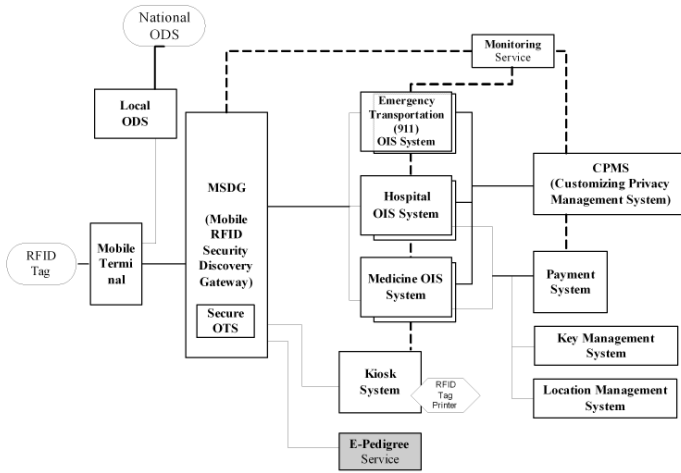 National
ODS
Monitoring
Service
Local
ODS
Emergency
Transportation
(911)
OIS System
MSDG
(Mobile
RFID
Security
Discovery
Gateway)
CPMS
(Customizing Privacy
Management System)
Hospital
OIS System
RFID
Tag
Mobile
Termi
nal
Medicine OIS
System
Payment
System
Secure
OTS
Key Management
System
Kiosk
System
RFID
Tag
Printer
Location Management
System
E-Pedigree
Service